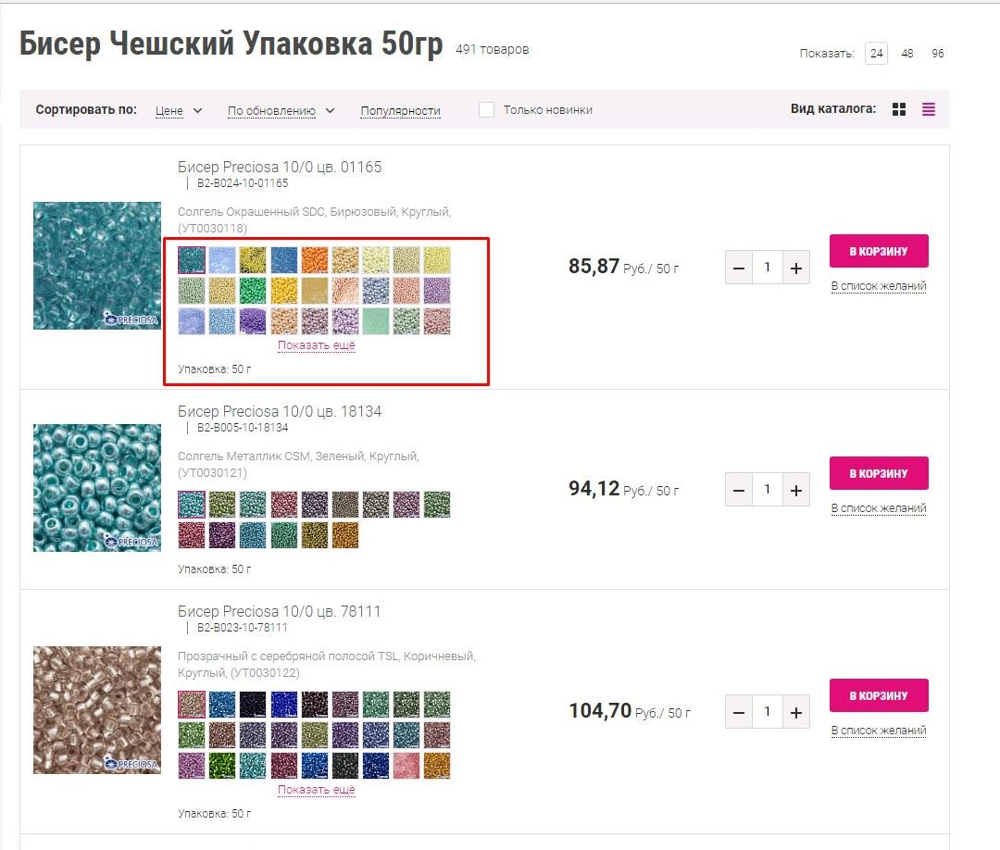 Бисер Чешский Упаковка 50гр 491 товаров
Показать: 24 48 96
Сортировать по: Цене По обновлению Популярности Только новинки Вид каталога:
Бисер Preciosa 10/0 цв. 01165
B2-B024-10-01165
Солгель Окрашенный SDC, Бирюзовый, Круглый,
(УТ0030118)
PRECIOSA
Показать ещё
Упаковка: 50 г
85,87 Руб./ 50 г
− 1 +
В КОРЗИНУ
В список желаний
Бисер Preciosa 10/0 цв. 18134
B2-B005-10-18134
Солгель Металлик CSM, Зеленый, Круглый,
(УТ0030121)
PRECIOSA
Упаковка: 50 г
94,12 Руб./ 50 г
− 1 +
В КОРЗИНУ
В список желаний
Бисер Preciosa 10/0 цв. 78111
B2-B023-10-78111
Прозрачный с серебряной полосой TSL, Коричневый,
Круглый, (УТ0030122)
PRECIOSA
Показать ещё
Упаковка: 50 г
104,70 Руб./ 50 г
− 1 +
В КОРЗИНУ
В список желаний